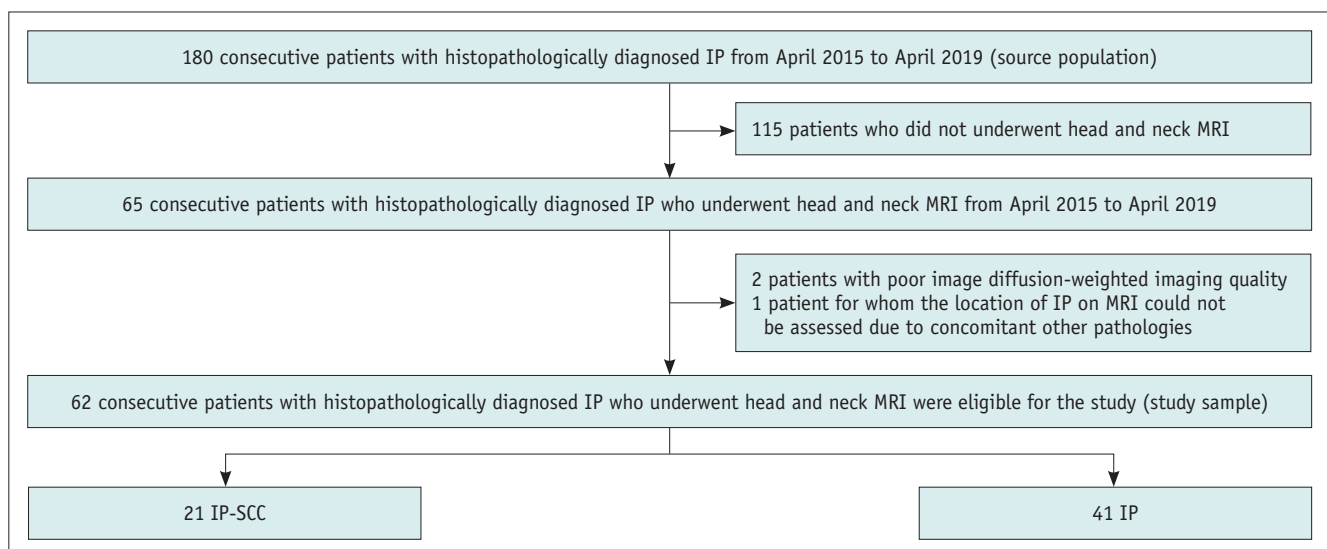 180 consecutive patients with histopathologically diagnosed IP from April 2015 to April 2019 (source population)
115 patients who did not underwent head and neck MRI
65 consecutive patients with histopathologically diagnosed IP who underwent head and neck MRI from April 2015 to April 2019
2 patients with poor image diffusion-weighted imaging quality
1 patient for whom the location of IP on MRI could not
be assessed due to concomitant other pathologies
62 consecutive patients with histopathologically diagnosed IP who underwent head and neck MRI were eligible for the study (study sample)
21 IP-SCC
41 IP